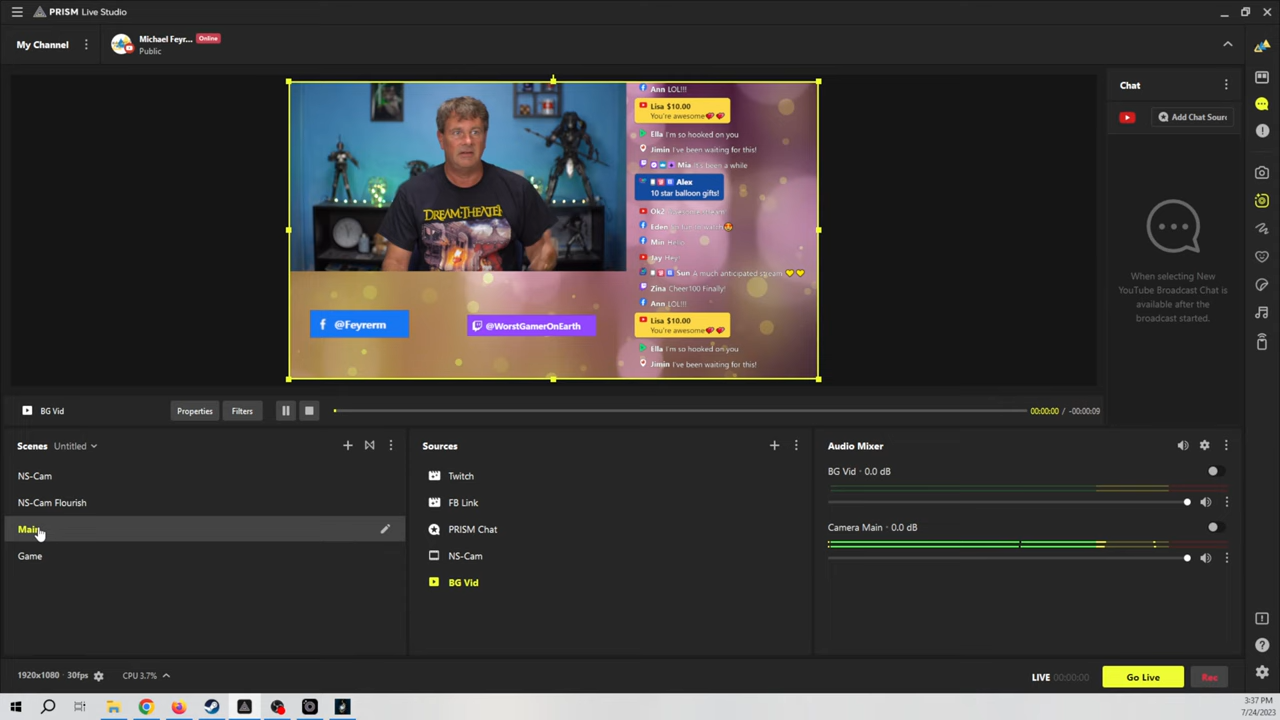 PRISM Live Studio
My Channel
Michael Feyr... Online
Public
Ann LOL!!!
Lisa $10.00
You're awesome💕💕
Ella I'm so hooked on you
Jimin I've been waiting for this!
Mia It's been a while
Alex
10 star balloon gifts!
Min Hello
Jay Hey!
Sun A much anticipated stream 💛💛
Zina Cheer100 Finally!
Ann LOL!!!
Lisa $10.00
You're awesome💕💕
Ella I'm so hooked on you
Jimin I've been waiting for this!
DREAM THEATER
@Feyrerm
@WorstGamerOnEarth
Chat
Add Chat Sourc
When selecting New
YouTube Broadcast Chat is
available after the
broadcast started.
BG Vid
Properties
Filters
00:00:00 / -00:00:09
Scenes Untitled
NS-Cam
NS-Cam Flourish
Main
Game
Sources
Twitch
FB Link
PRISM Chat
NS-Cam
BG Vid
Audio Mixer
BG Vid · 0.0 dB
Camera Main · 0.0 dB
1920x1080 · 30fps
CPU 3.7%
LIVE 00:00:00
Go Live
Rec
3:37 PM
7/24/2023